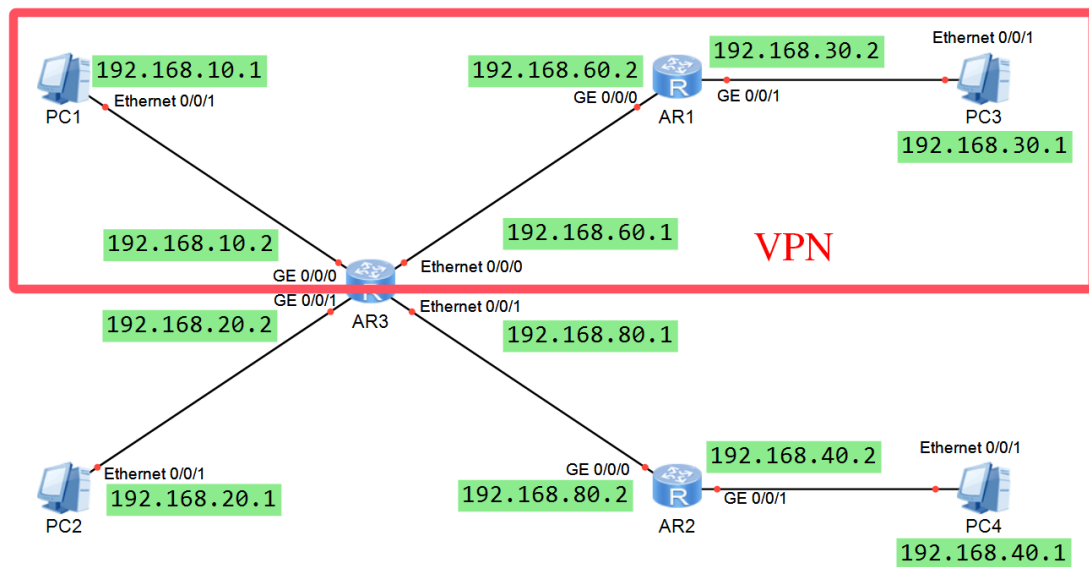 192.168.10.1
Ethernet 0/0/1
PC1
192.168.60.2
GE 0/0/0
R
AR1
192.168.30.2
GE 0/0/1
Ethernet 0/0/1
PC3
192.168.30.1
192.168.10.2
GE 0/0/0
192.168.60.1
Ethernet 0/0/0
VPN
GE 0/0/1
R
AR3
Ethernet 0/0/1
192.168.20.2
192.168.80.1
Ethernet 0/0/1
192.168.20.1
PC2
GE 0/0/0
192.168.80.2
R
AR2
192.168.40.2
GE 0/0/1
Ethernet 0/0/1
PC4
192.168.40.1